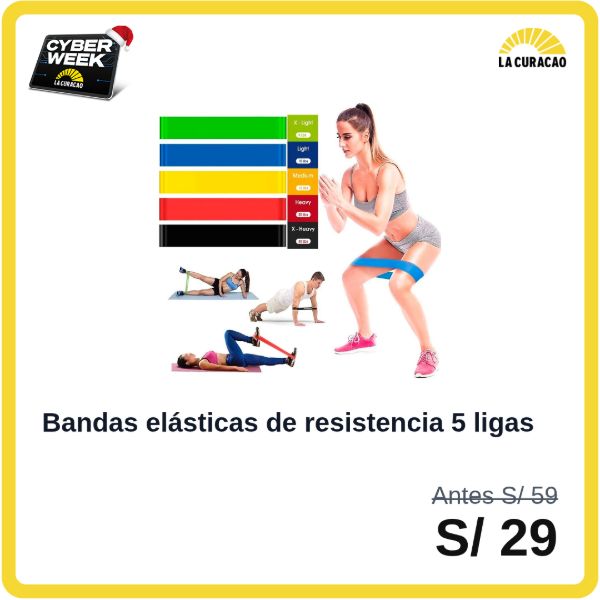 CYBER
WEEK
LA CURACAO
LA CURACAO
X - Light
Light
Medium
Heavy
X - Heavy
Bandas elásticas de resistencia 5 ligas
Antes S/ 59
S/ 29